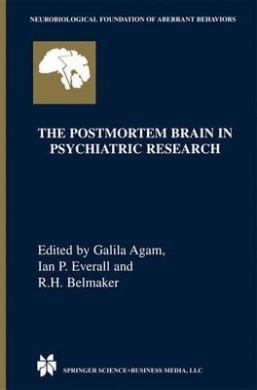 NEUROBIOLOGICAL FOUNDATION OF ABERRANT BEHAVIORS
THE POSTMORTEM BRAIN IN
PSYCHIATRIC RESEARCH
Edited by Galila Agam,
Ian P. Everall and
R.H. Belmaker
SPRINGER SCIENCE+BUSINESS MEDIA, LLC